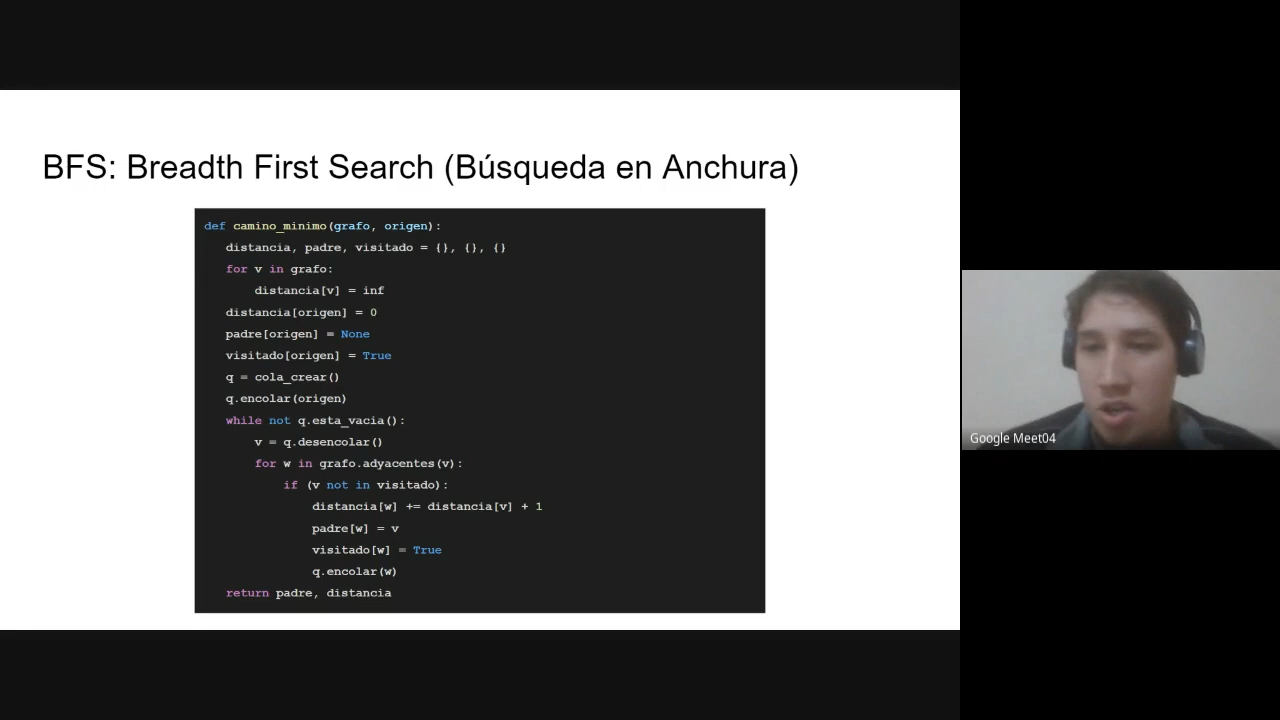 BFS: Breadth First Search (Búsqueda en Anchura)
def camino_minimo(grafo, origen):
distancia, padre, visitado = {}, {}, {}
for v in grafo:
distancia[v] = inf
distancia[origen] = 0
padre[origen] = None
visitado[origen] = True
q = cola_crear()
q.encolar(origen)
while not q.esta_vacia():
v = q.desencolar()
for w in grafo.adyacentes(v):
if (v not in visitado):
distancia[w] += distancia[v] + 1
padre[w] = v
visitado[w] = True
q.encolar(w)
return padre, distancia
Google Meet04